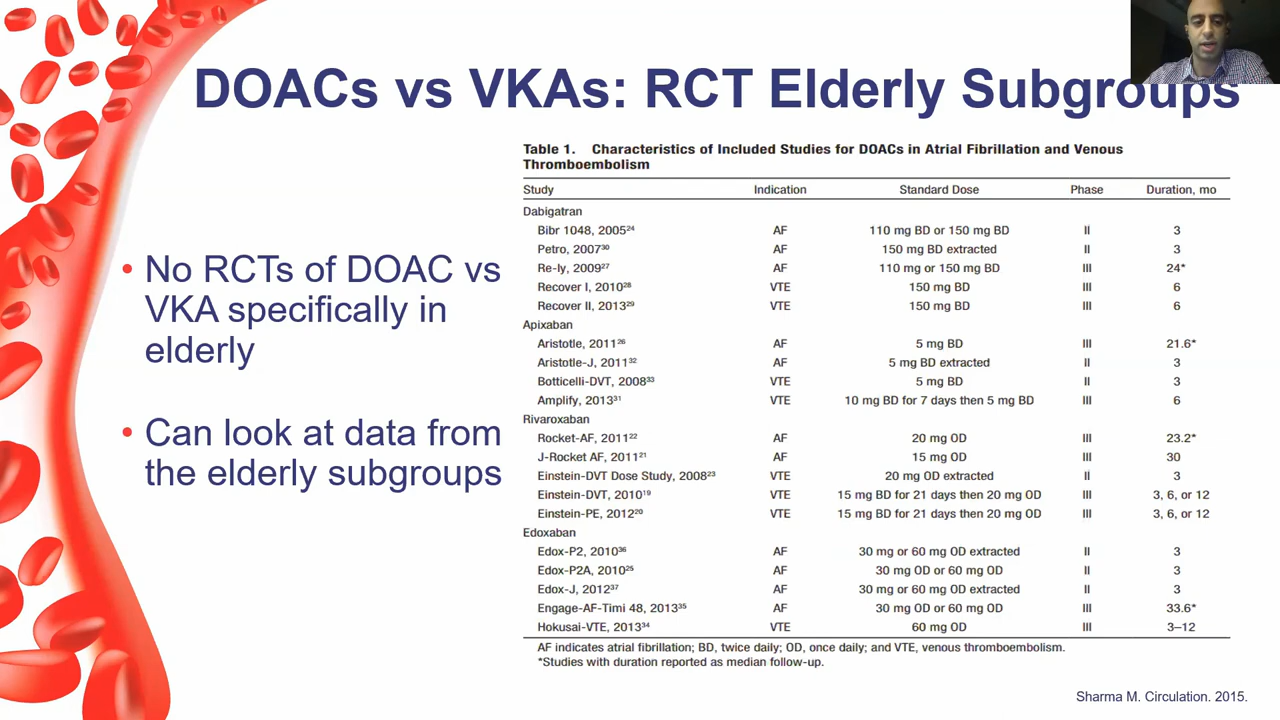 DOACs vs VKAs: RCT Elderly Subgroups
• No RCTs of DOAC vs
VKA specifically in
elderly
• Can look at data from
the elderly subgroups
Table 1. Characteristics of Included Studies for DOACs in Atrial Fibrillation and Venous
Thromboembolism
Study Indication Standard Dose Phase Duration, mo
Dabigatran
Bibr 1048, 2005²⁴ AF 110 mg BD or 150 mg BD II 3
Petro, 2007³⁰ AF 150 mg BD extracted II 3
Re-ly, 2009²⁷ AF 110 mg or 150 mg BD III 24*
Recover I, 2010²⁸ VTE 150 mg BD III 6
Recover II, 2013²⁹ VTE 150 mg BD III 6
Apixaban
Aristotle, 2011²⁶ AF 5 mg BD III 21.6*
Aristotle-J, 2011³² AF 5 mg BD extracted II 3
Botticelli-DVT, 2008³³ VTE 5 mg BD II 3
Amplify, 2013³¹ VTE 10 mg BD for 7 days then 5 mg BD III 6
Rivaroxaban
Rocket-AF, 2011²² AF 20 mg OD III 23.2*
J-Rocket AF, 2011²¹ AF 15 mg OD III 30
Einstein-DVT Dose Study, 2008²³ VTE 20 mg OD extracted II 3
Einstein-DVT, 2010¹⁹ VTE 15 mg BD for 21 days then 20 mg OD III 3, 6, or 12
Einstein-PE, 2012²⁰ VTE 15 mg BD for 21 days then 20 mg OD III 3, 6, or 12
Edoxaban
Edox-P2, 2010³⁶ AF 30 mg or 60 mg OD extracted II 3
Edox-P2A, 2010²⁵ AF 30 mg OD or 60 mg OD II 3
Edox-J, 2012³⁷ AF 30 mg or 60 mg OD extracted II 3
Engage-AF-Timi 48, 2013³⁵ AF 30 mg OD or 60 mg OD III 33.6*
Hokusai-VTE, 2013³⁴ VTE 60 mg OD III 3–12
AF indicates atrial fibrillation; BD, twice daily; OD, once daily; and VTE, venous thromboembolism.
*Studies with duration reported as median follow-up.
Sharma M. Circulation. 2015.